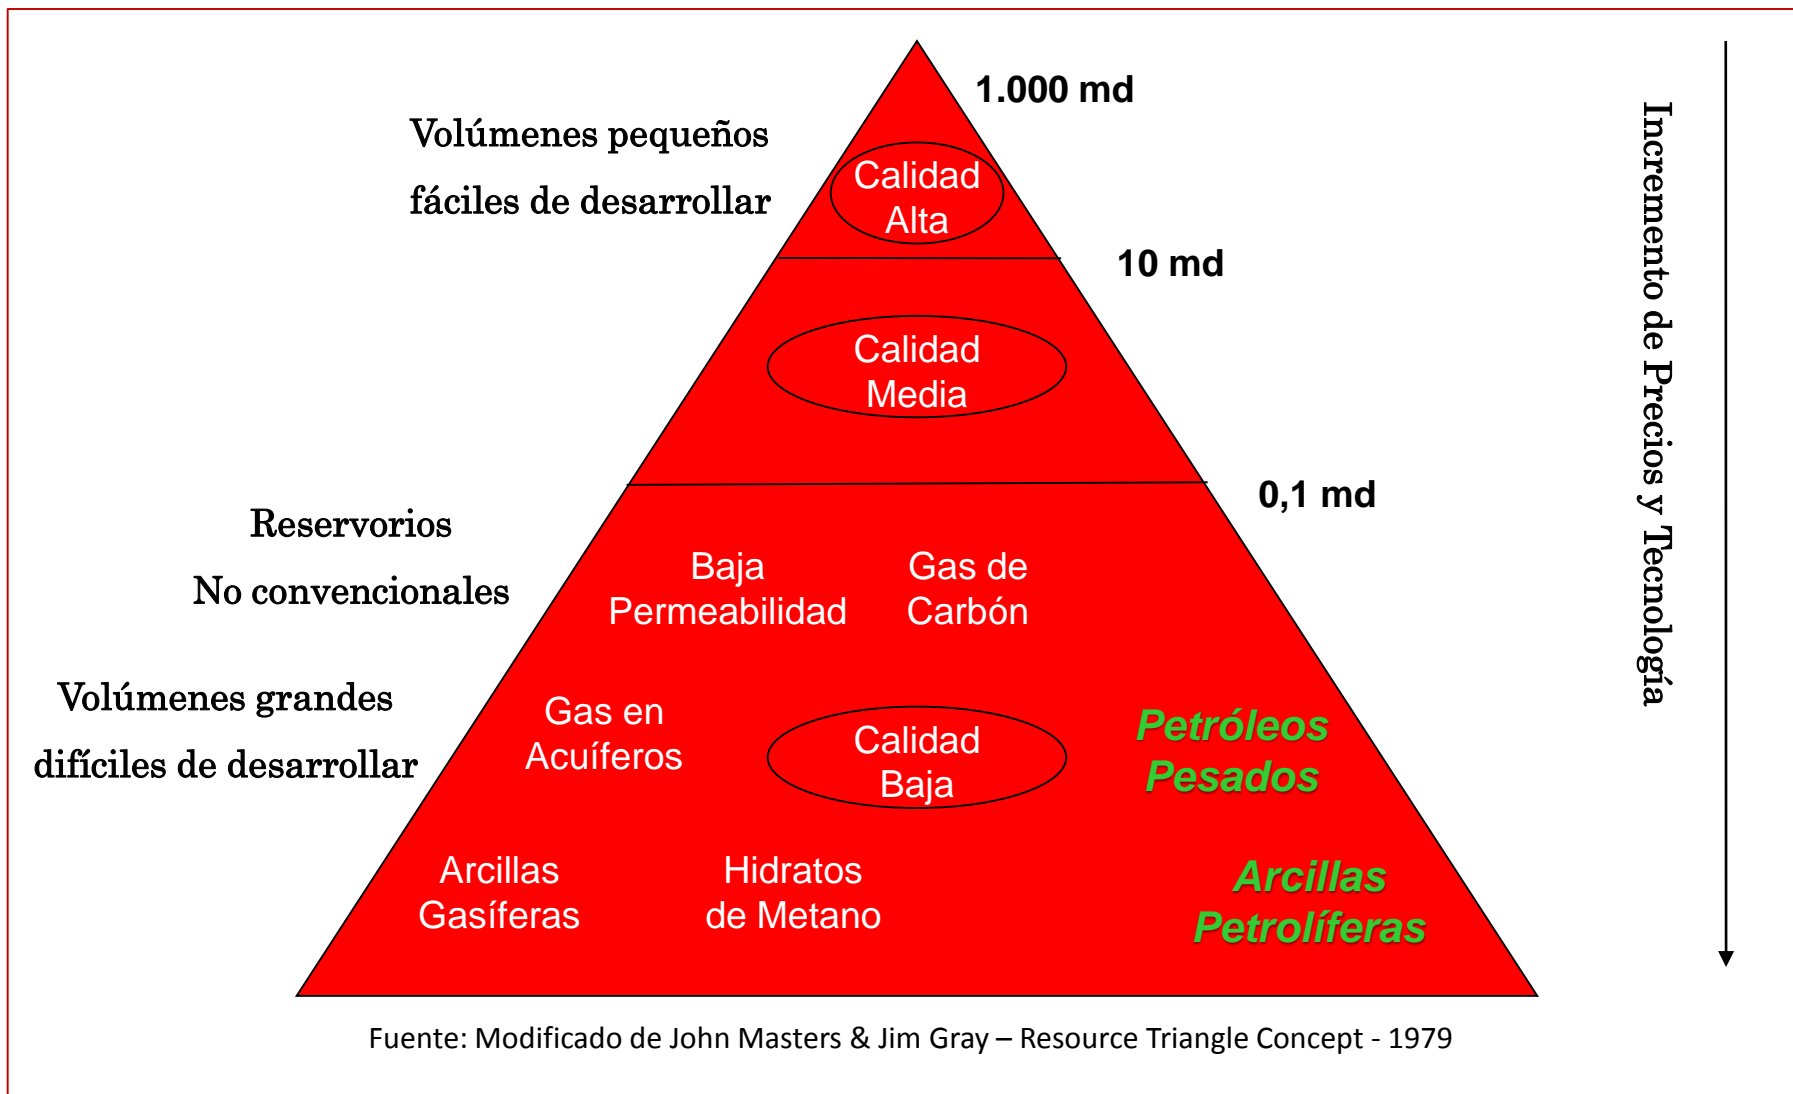 1.000 md
Volúmenes pequeños
fáciles de desarrollar
Calidad
Alta
10 md
Calidad
Media
0,1 md
Reservorios
No convencionales
Baja
Permeabilidad
Gas de
Carbón
Volúmenes grandes
difíciles de desarrollar
Gas en
Acuíferos
Calidad
Baja
Petróleos
Pesados
Arcillas
Gasíferas
Hidratos
de Metano
Arcillas
Petrolíferas
Incremento de Precios y Tecnología
Fuente: Modificado de John Masters & Jim Gray – Resource Triangle Concept - 1979